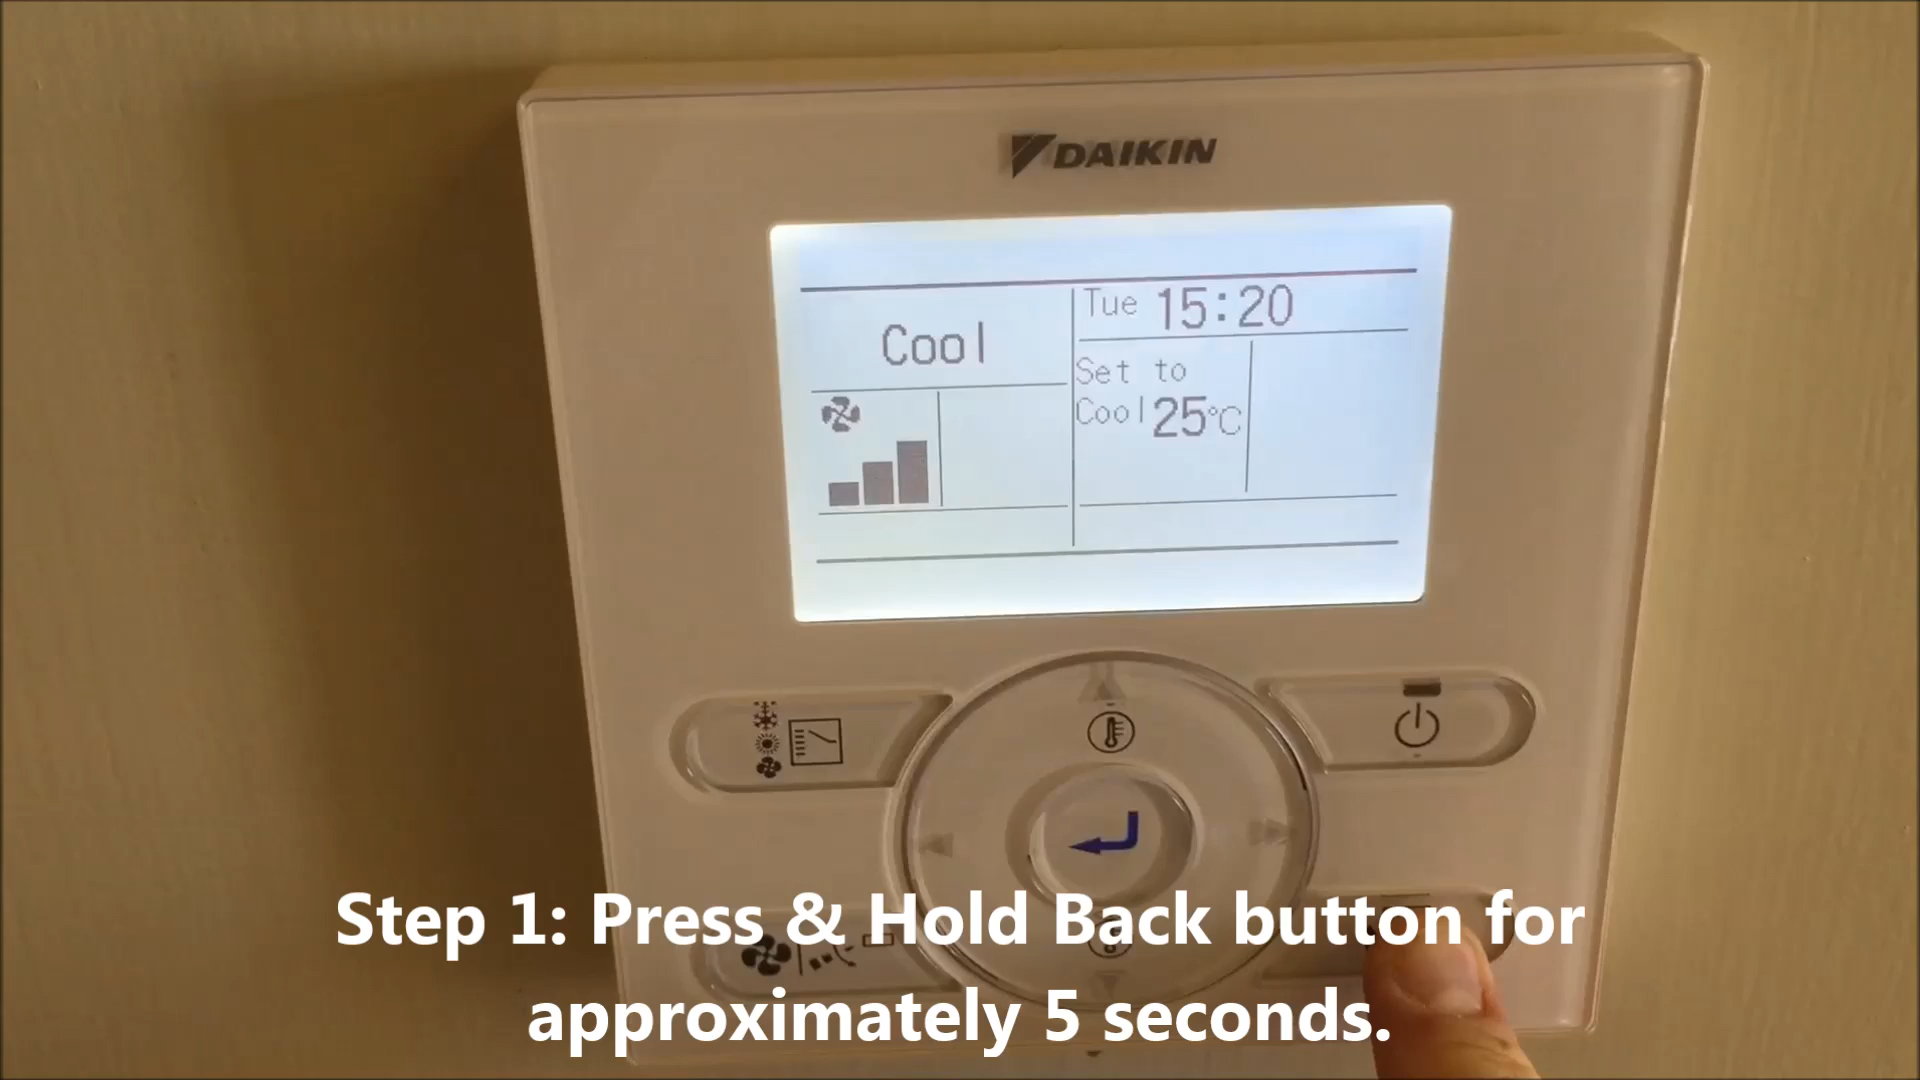 DAIKIN
Tue 15:20
Cool
Set to
Cool 25°C
Step 1: Press & Hold Back button for
approximately 5 seconds.